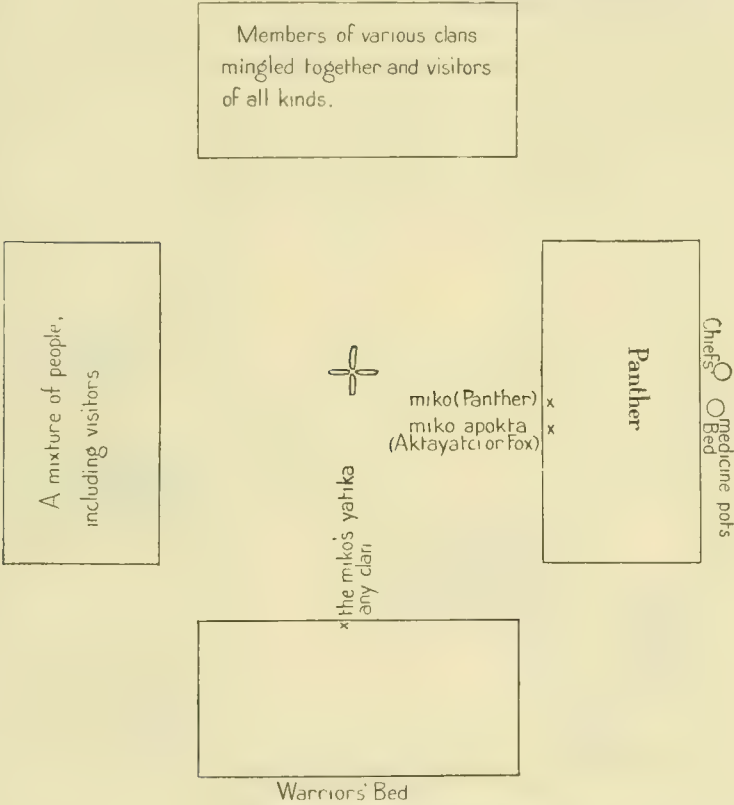 Members of various clans
mingled together and visitors
of all kinds.
A mixture of people,
including visitors
miko (Panther) x
miko apokta x
(Aktayatci or Fox)
Panther
Chiefs'
Bed
medicine pots
x the miko's yatika
any clan
Warriors' Bed